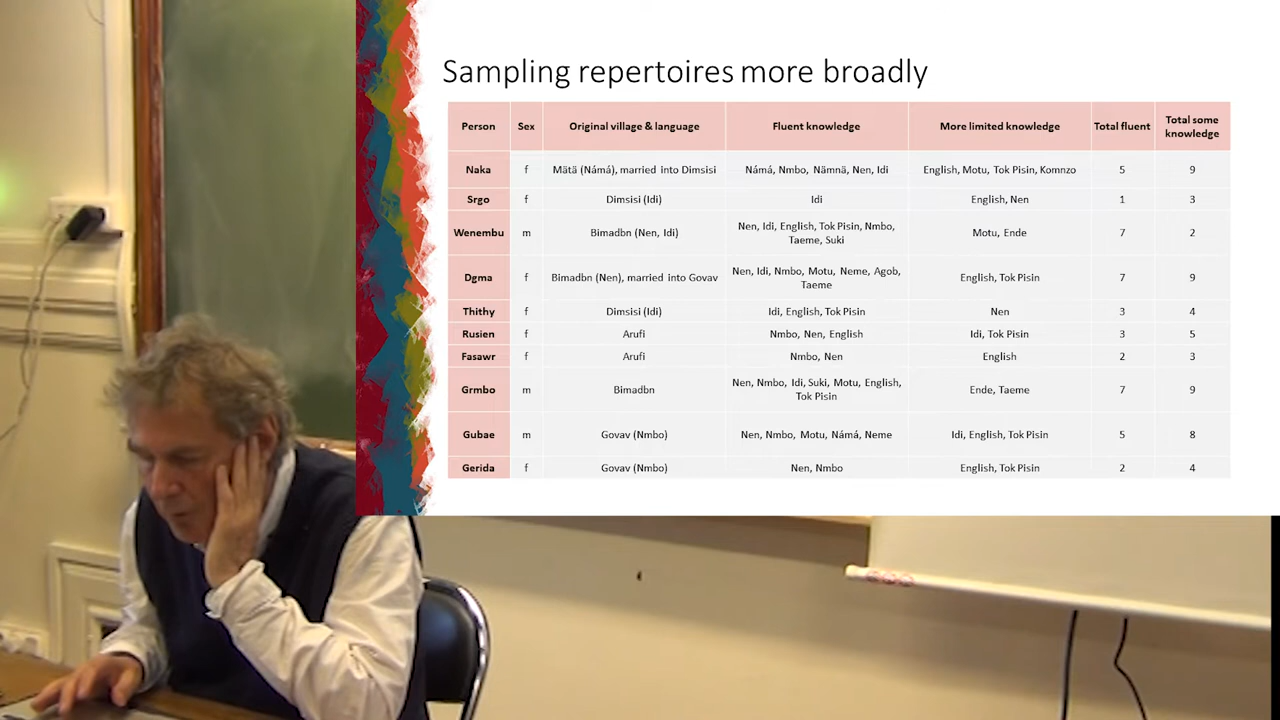 Sampling repertoires more broadly
Person Sex Original village & language Fluent knowledge More limited knowledge Total fluent Total some knowledge
Naka f Mätä (Námá), married into Dimsisi Námá, Nmbo, Nämnä, Nen, Idi English, Motu, Tok Pisin, Komnzo 5 9
Srgo f Dimsisi (Idi) Idi English, Nen 1 3
Wenembu m Bimadbn (Nen, Idi) Nen, Idi, English, Tok Pisin, Nmbo, Taeme, Suki Motu, Ende 7 2
Dgma f Bimadbn (Nen), married into Govav Nen, Idi, Nmbo, Motu, Neme, Agob, Taeme English, Tok Pisin 7 9
Thithy f Dimsisi (Idi) Idi, English, Tok Pisin Nen 3 4
Rusien f Arufi Nmbo, Nen, English Idi, Tok Pisin 3 5
Fasawr f Arufi Nmbo, Nen English 2 3
Grmbo m Bimadbn Nen, Nmbo, Idi, Suki, Motu, English, Tok Pisin Ende, Taeme 7 9
Gubae m Govav (Nmbo) Nen, Nmbo, Motu, Námá, Neme Idi, English, Tok Pisin 5 8
Gerida f Govav (Nmbo) Nen, Nmbo English, Tok Pisin 2 4